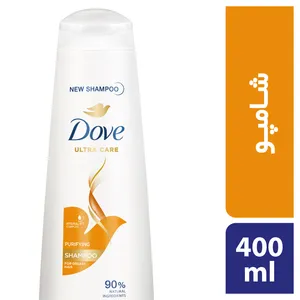 NEW SHAMPOO
Dove
ULTRA CARE
PURIFYING
SHAMPOO
90%
NATURAL
INGREDIENTS
شامپو
400
ml